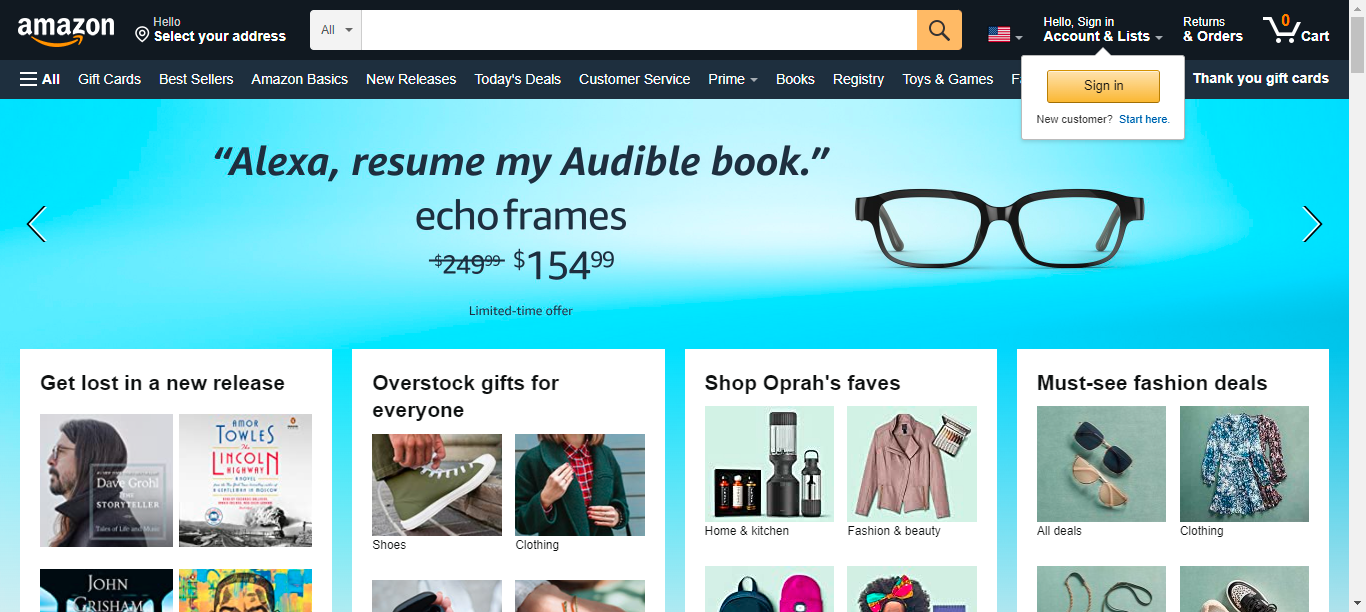 amazon
Hello
Select your address
All
Hello, Sign in
Account & Lists
Returns
& Orders
0
Cart
All
Gift Cards
Best Sellers
Amazon Basics
New Releases
Today's Deals
Customer Service
Prime
Books
Registry
Toys & Games
Thank you gift cards
Sign in
New customer? Start here.
“Alexa, resume my Audible book.”
echo frames
$249.99 $154.99
Limited-time offer
Get lost in a new release
Dave Grohl
THE
STORYTELLER
Tales of Life and Music
AMOR
TOWLES
The
LINCOLN
HIGHWAY
A NOVEL
A GENTLEMAN IN MOSCOW
JOHN
GRISHAM
Overstock gifts for
everyone
Shoes
Clothing
Shop Oprah's faves
Home & kitchen
Fashion & beauty
Must-see fashion deals
All deals
Clothing